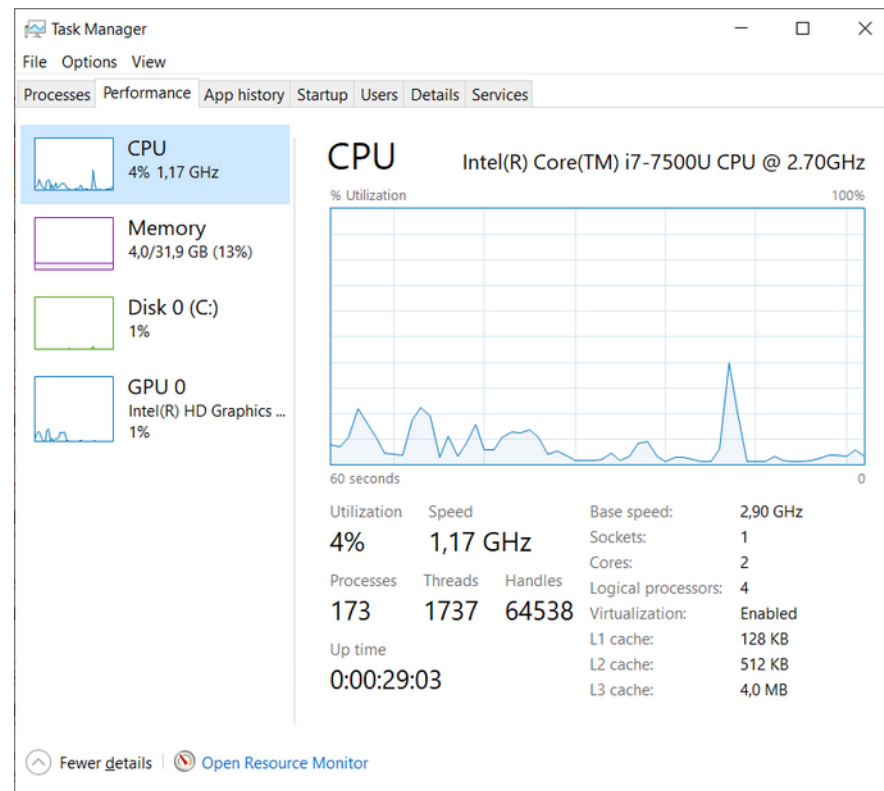 Task Manager
File Options View
Processes Performance App history Startup Users Details Services
CPU
4% 1,17 GHz
Memory
4,0/31,9 GB (13%)
Disk 0 (C:)
1%
GPU 0
Intel(R) HD Graphics ...
1%
CPU Intel(R) Core(TM) i7-7500U CPU @ 2.70GHz
% Utilization 100%
60 seconds 0
Utilization Speed
4% 1,17 GHz
Processes Threads Handles
173 1737 64538
Up time
0:00:29:03
Base speed: 2,90 GHz
Sockets: 1
Cores: 2
Logical processors: 4
Virtualization: Enabled
L1 cache: 128 KB
L2 cache: 512 KB
L3 cache: 4,0 MB
Fewer details Open Resource Monitor